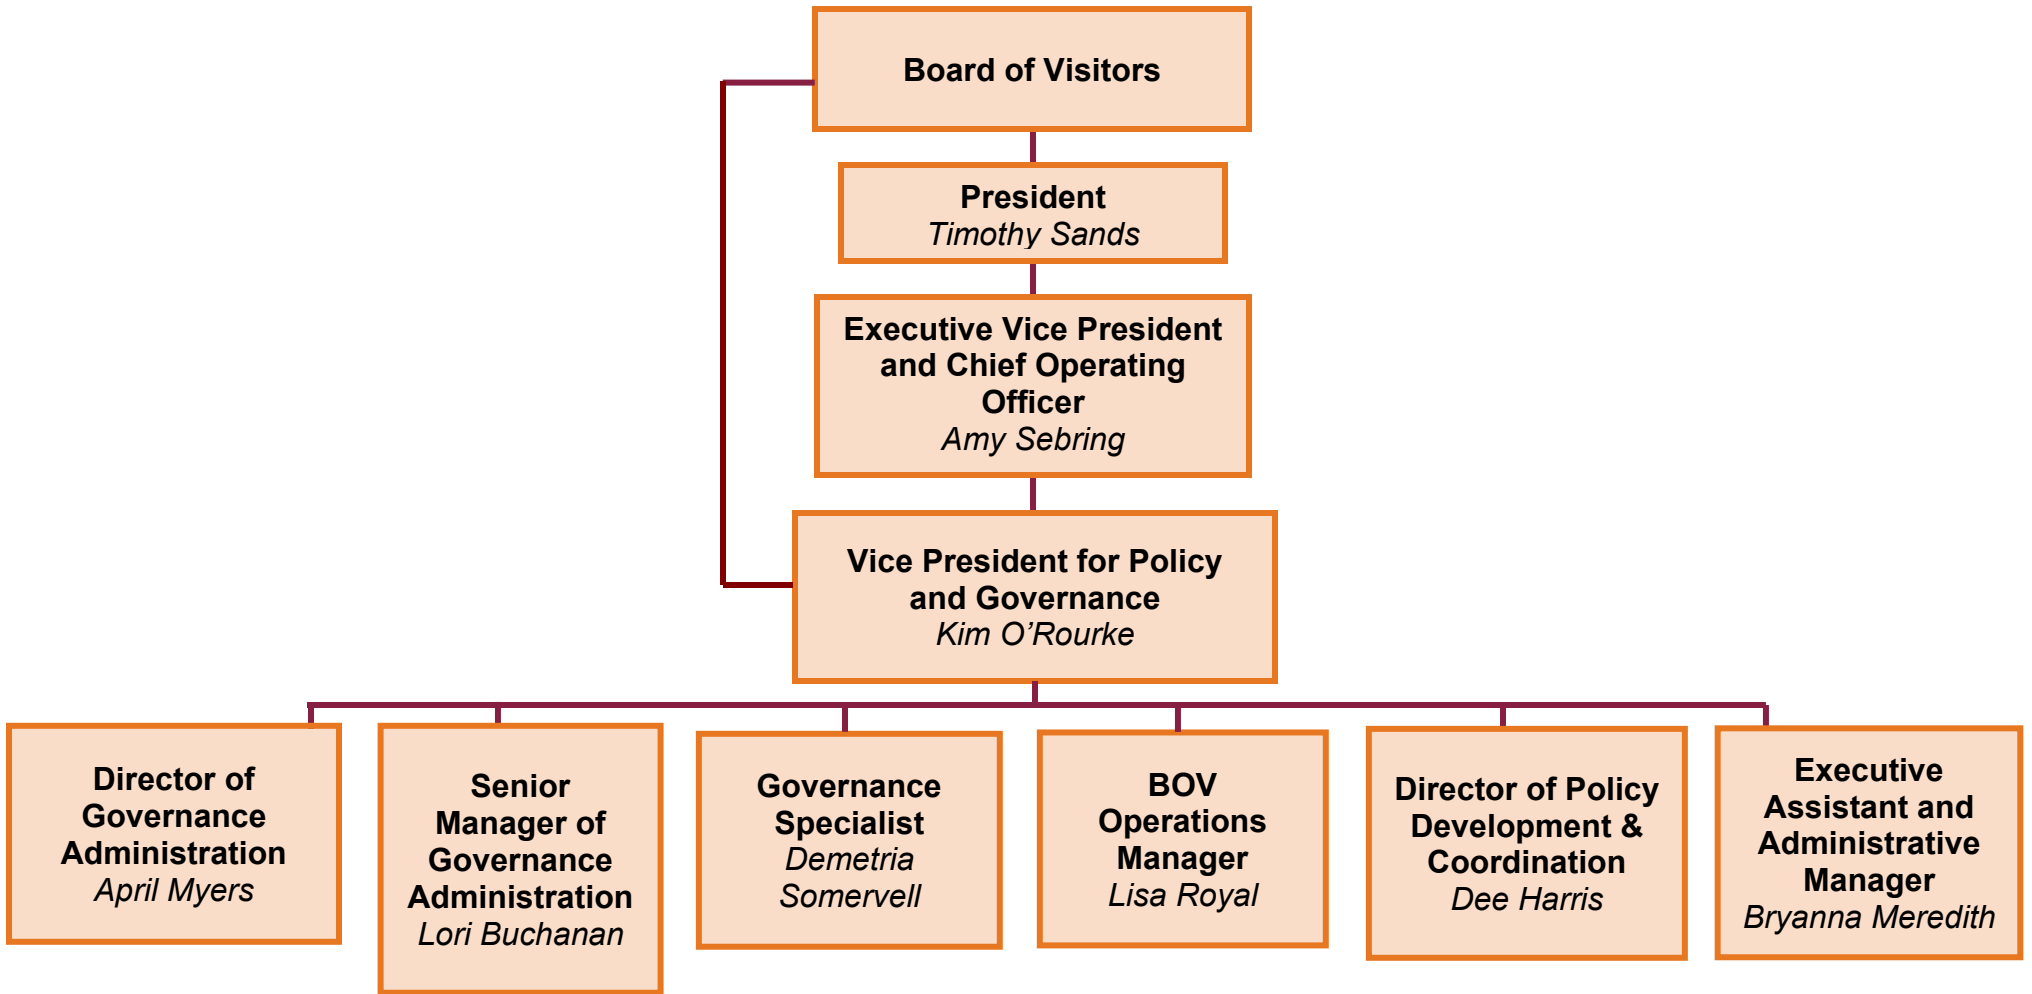 Board of Visitors
President
Timothy Sands
Executive Vice President
and Chief Operating
Officer
Amy Sebring
Vice President for Policy
and Governance
Kim O’Rourke
Director of
Governance
Administration
April Myers
Senior
Manager of
Governance
Administration
Lori Buchanan
Governance
Specialist
Demetria
Somervell
BOV
Operations
Manager
Lisa Royal
Director of Policy
Development &
Coordination
Dee Harris
Executive
Assistant and
Administrative
Manager
Bryanna Meredith